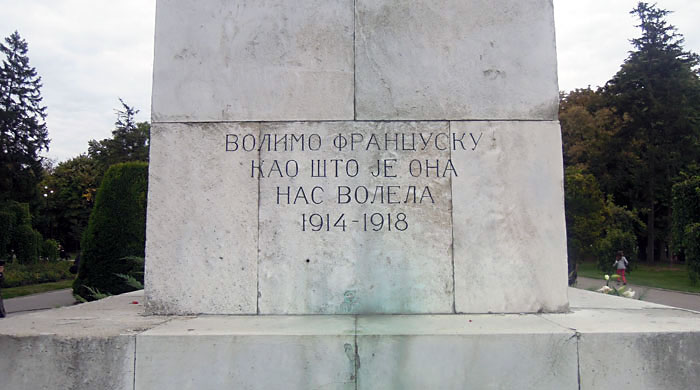 ВОЛИМО ФРАНЦУСКУ
КАО ШТО ЈЕ ОНА
НАС ВОЛЕЛА
1914-1918